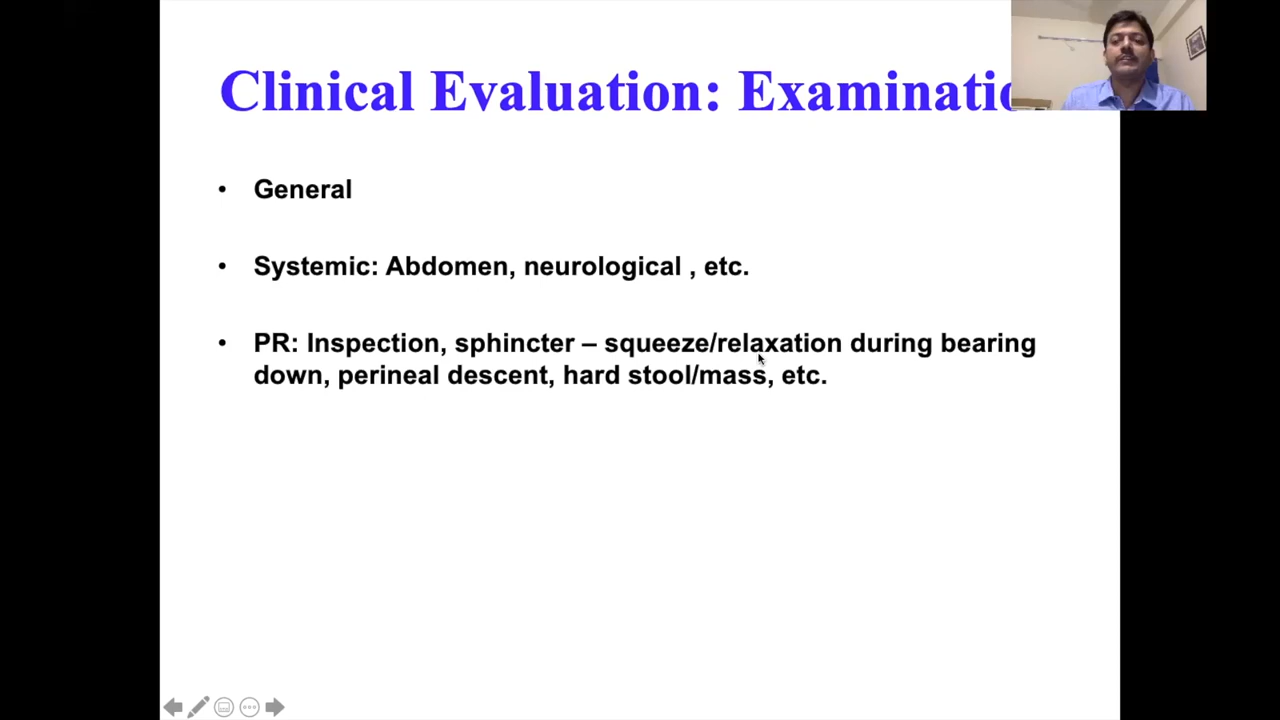 Clinical Evaluation: Examinatio
• General
• Systemic: Abdomen, neurological , etc.
• PR: Inspection, sphincter – squeeze/relaxation during bearing
down, perineal descent, hard stool/mass, etc.